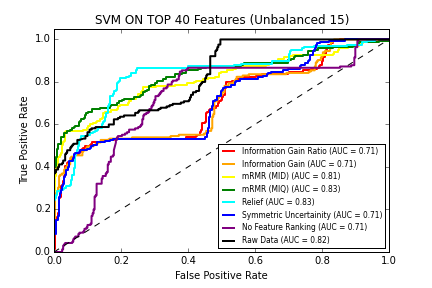 SVM ON TOP 40 Features (Unbalanced 15)
True Positive Rate
1.0
0.8
0.6
0.4
0.2
0.0
Information Gain Ratio (AUC = 0.71)
Information Gain (AUC = 0.71)
mRMR (MID) (AUC = 0.81)
mRMR (MIQ) (AUC = 0.83)
Relief (AUC = 0.83)
Symmetric Uncertainity (AUC = 0.71)
No Feature Ranking (AUC = 0.71)
Raw Data (AUC = 0.82)
0.0 0.2 0.4 0.6 0.8 1.0
False Positive Rate